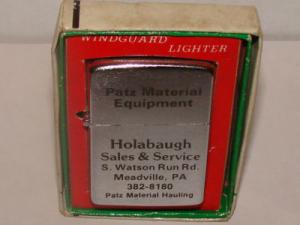 WINDGUARD
LIGHTER
Patz Material
Equipment
Holabaugh
Sales & Service
S. Watson Run Rd.
Meadville, PA
382-8180
Patz Material Hauling